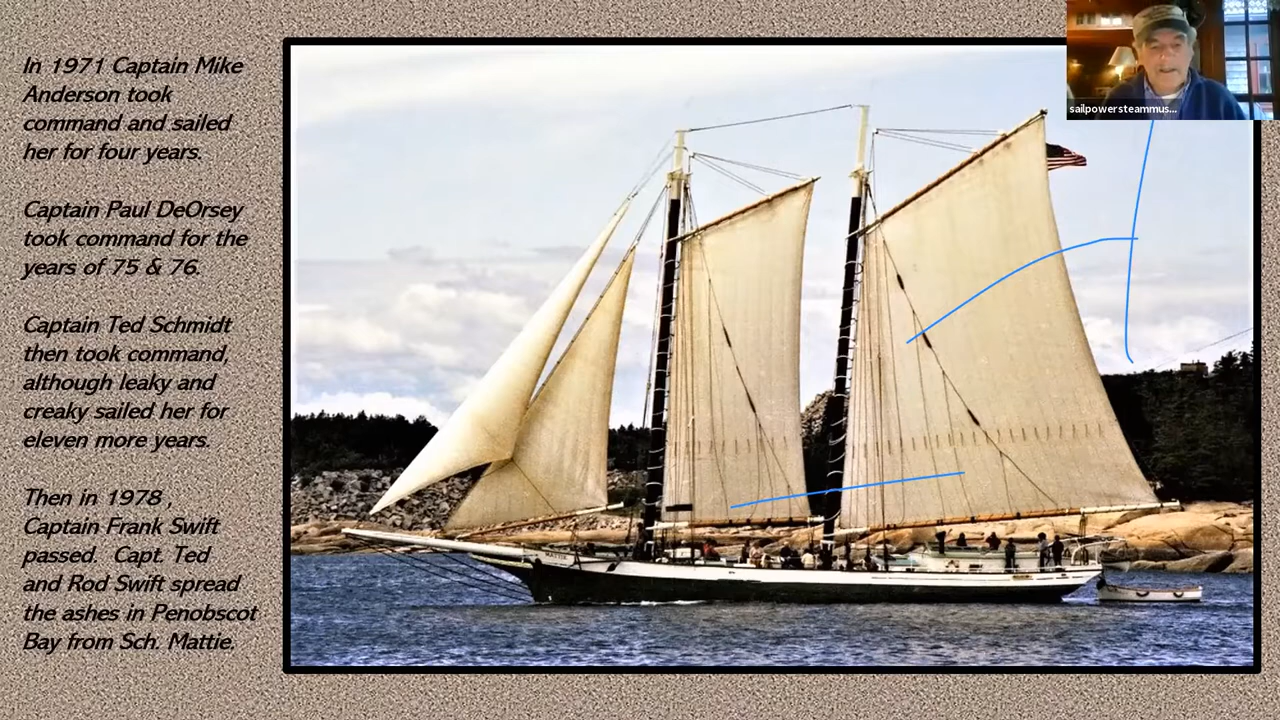 In 1971 Captain Mike
Anderson took
command and sailed
her for four years.
Captain Paul DeOrsey
took command for the
years of 75 & 76.
Captain Ted Schmidt
then took command,
although leaky and
creaky sailed her for
eleven more years.
Then in 1978 ,
Captain Frank Swift
passed. Capt. Ted
and Rod Swift spread
the ashes in Penobscot
Bay from Sch. Mattie.
sailpowersteammus...